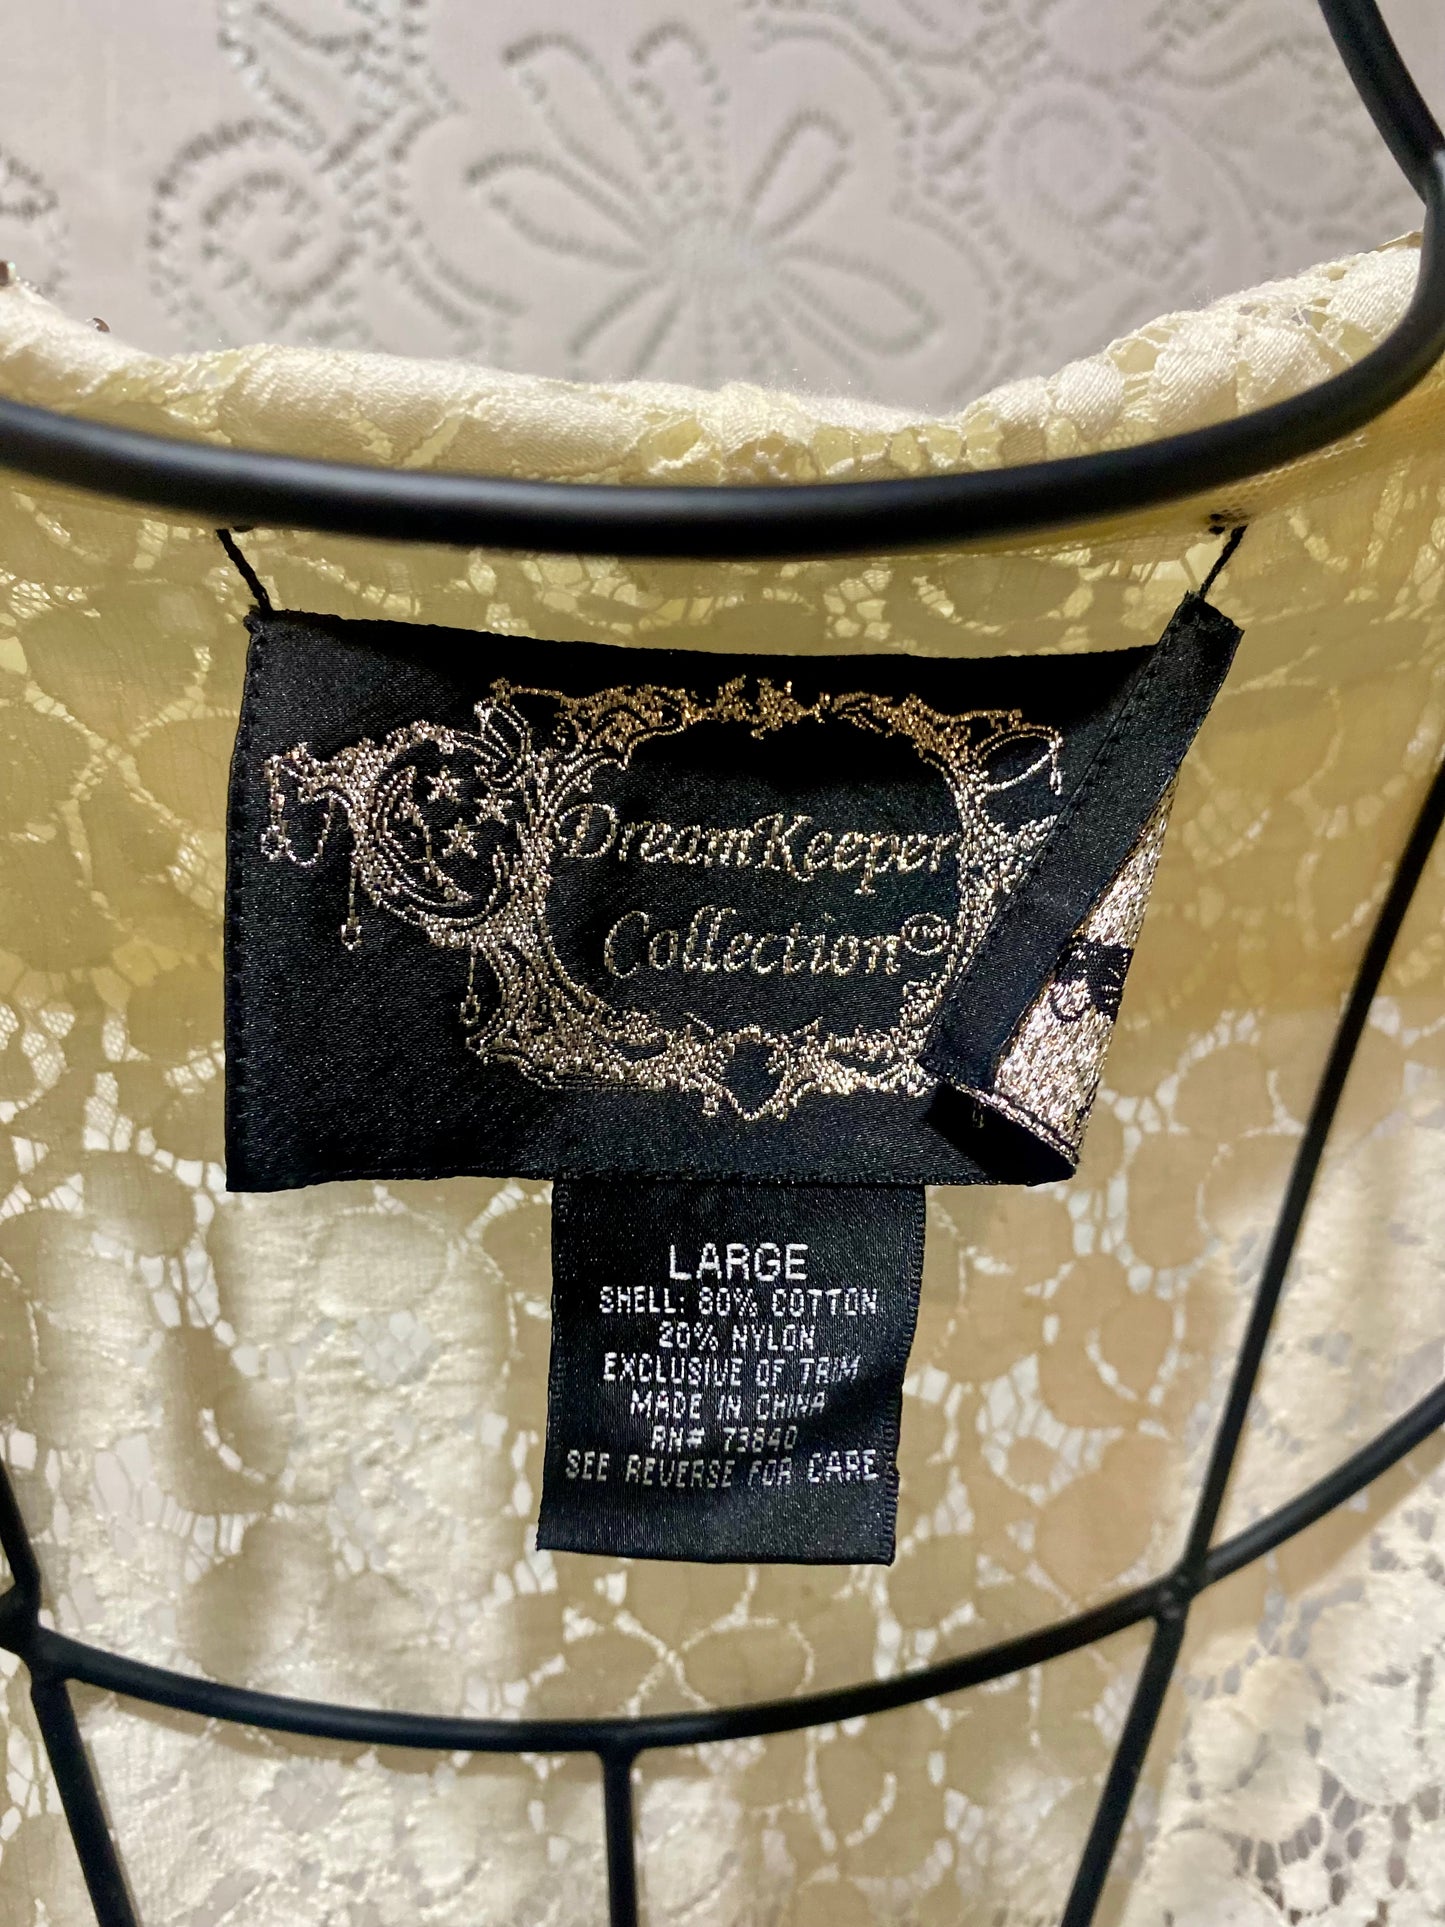 DreamKeeper
Collection©
LARGE
SHELL: 80% COTTON
20% NYLON
EXCLUSIVE OF TRIM
MADE IN CHINA
RN# 73840
SEE REVERSE FOR CARE